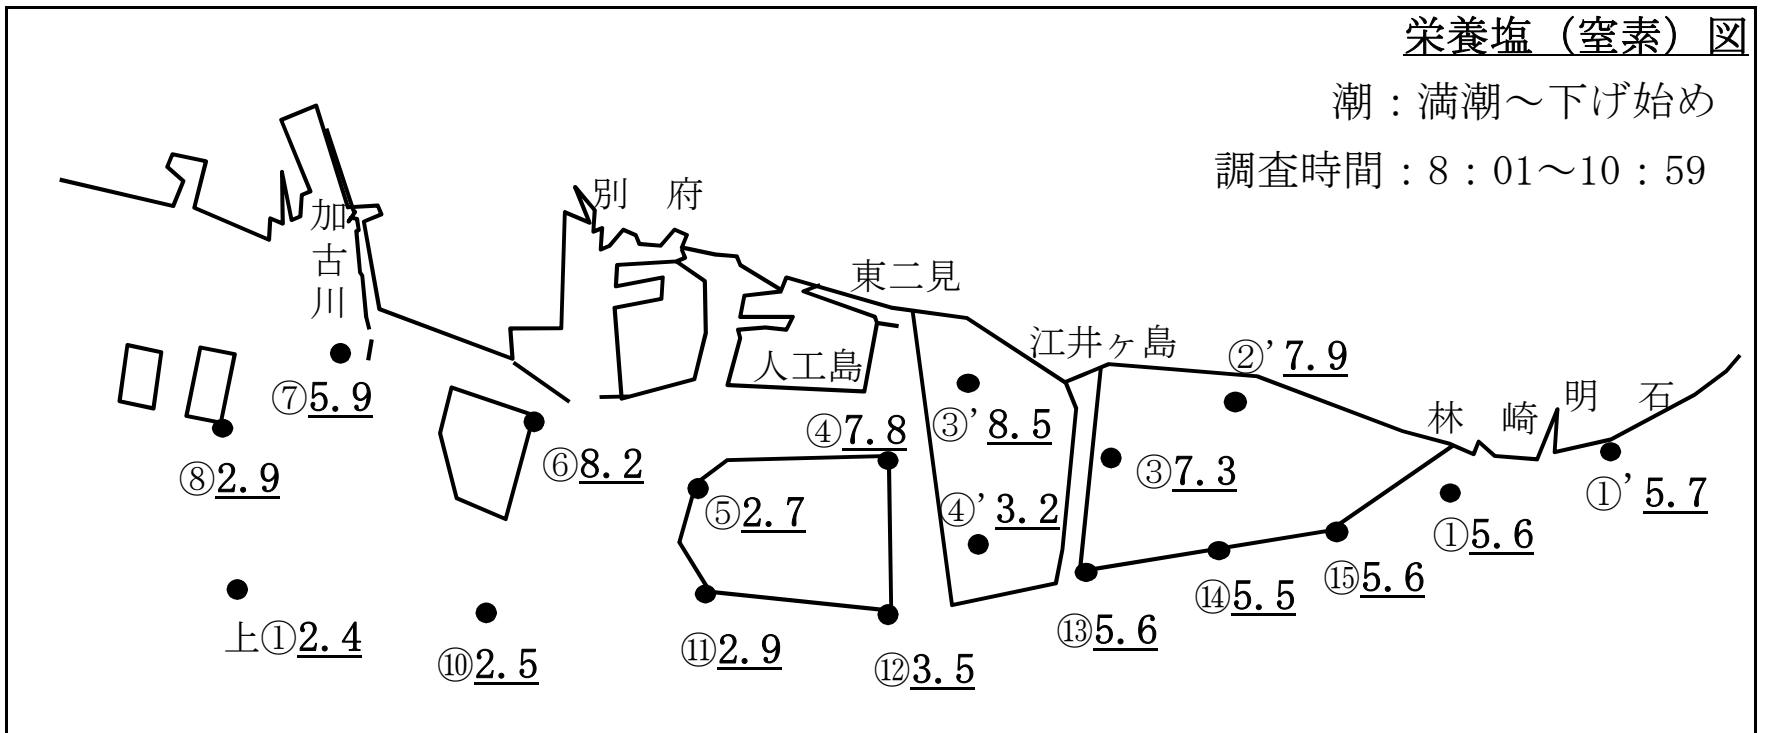 栄養塩（窒素）図
潮：満潮～下げ始め
調査時間：8：01～10：59
別　府
加古川
東二見
江井ヶ島
人工島
②’7.9
林　崎
明　石
⑦5.9
③’8.5
④7.8
⑥8.2
⑧2.9
③7.3
①’5.7
⑤2.7
④’3.2
①5.6
⑮5.6
⑭5.5
⑬5.6
上①2.4
⑩2.5
⑪2.9
⑫3.5